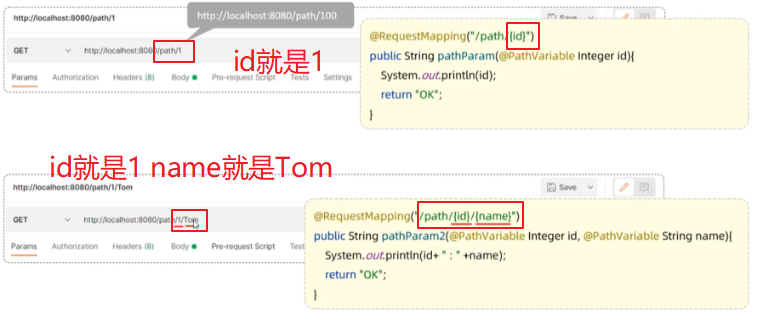 http://localhost:8080/path/1
http://localhost:8080/path/100
Save
GET
http://localhost:8080/path/1
id就是1
Params
Authorization
Headers (8)
Body
Pre-request Script
Tests
Settings
@RequestMapping("/path/{id}")
public String pathParam(@PathVariable Integer id){
System.out.println(id);
return "OK";
}
id就是1 name就是Tom
http://localhost:8080/path/1/Tom
Save
GET
http://localhost:8080/path/1/Tom
Params
Authorization
Headers (8)
Body
Pre-request Script
@RequestMapping("/path/{id}/{name}")
public String pathParam2(@PathVariable Integer id, @PathVariable String name){
System.out.println(id+ " : " +name);
return "OK";
}